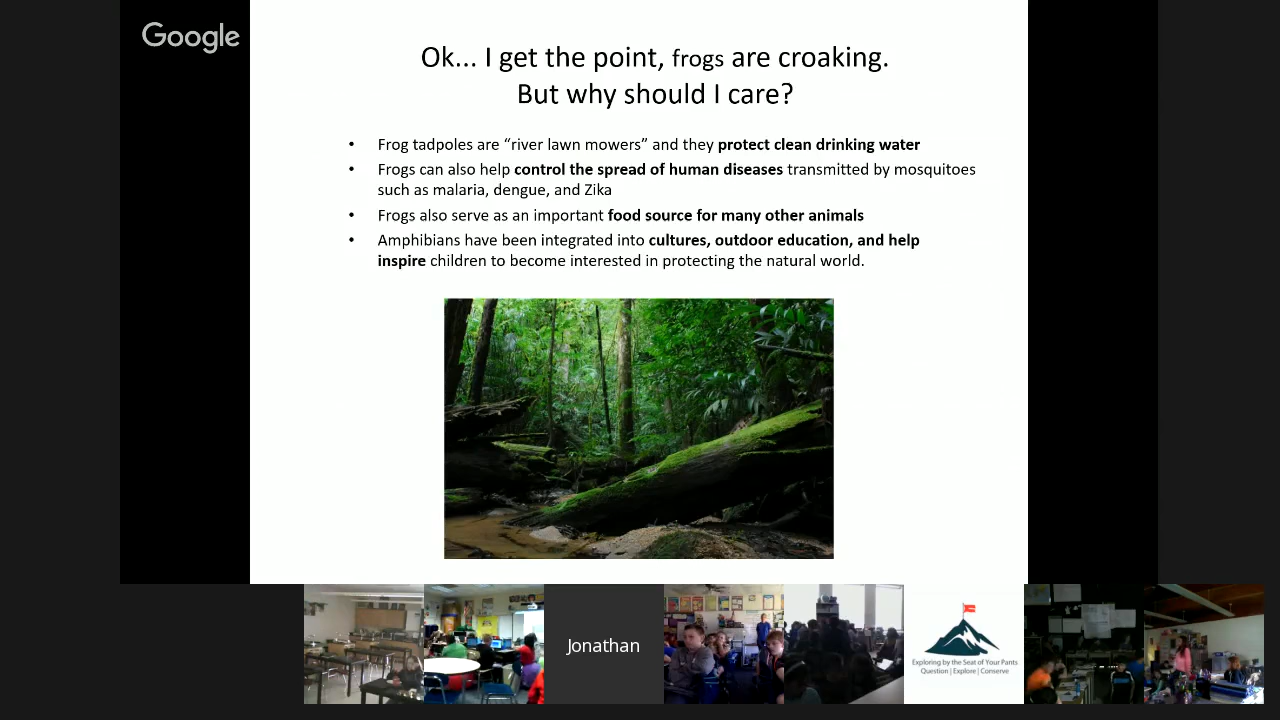 Google
Ok... I get the point, frogs are croaking.
But why should I care?
• Frog tadpoles are “river lawn mowers” and they protect clean drinking water
• Frogs can also help control the spread of human diseases transmitted by mosquitoes
such as malaria, dengue, and Zika
• Frogs also serve as an important food source for many other animals
• Amphibians have been integrated into cultures, outdoor education, and help
inspire children to become interested in protecting the natural world.
Jonathan
Exploring by the Seat of Your Pants
Question | Explore | Conserve